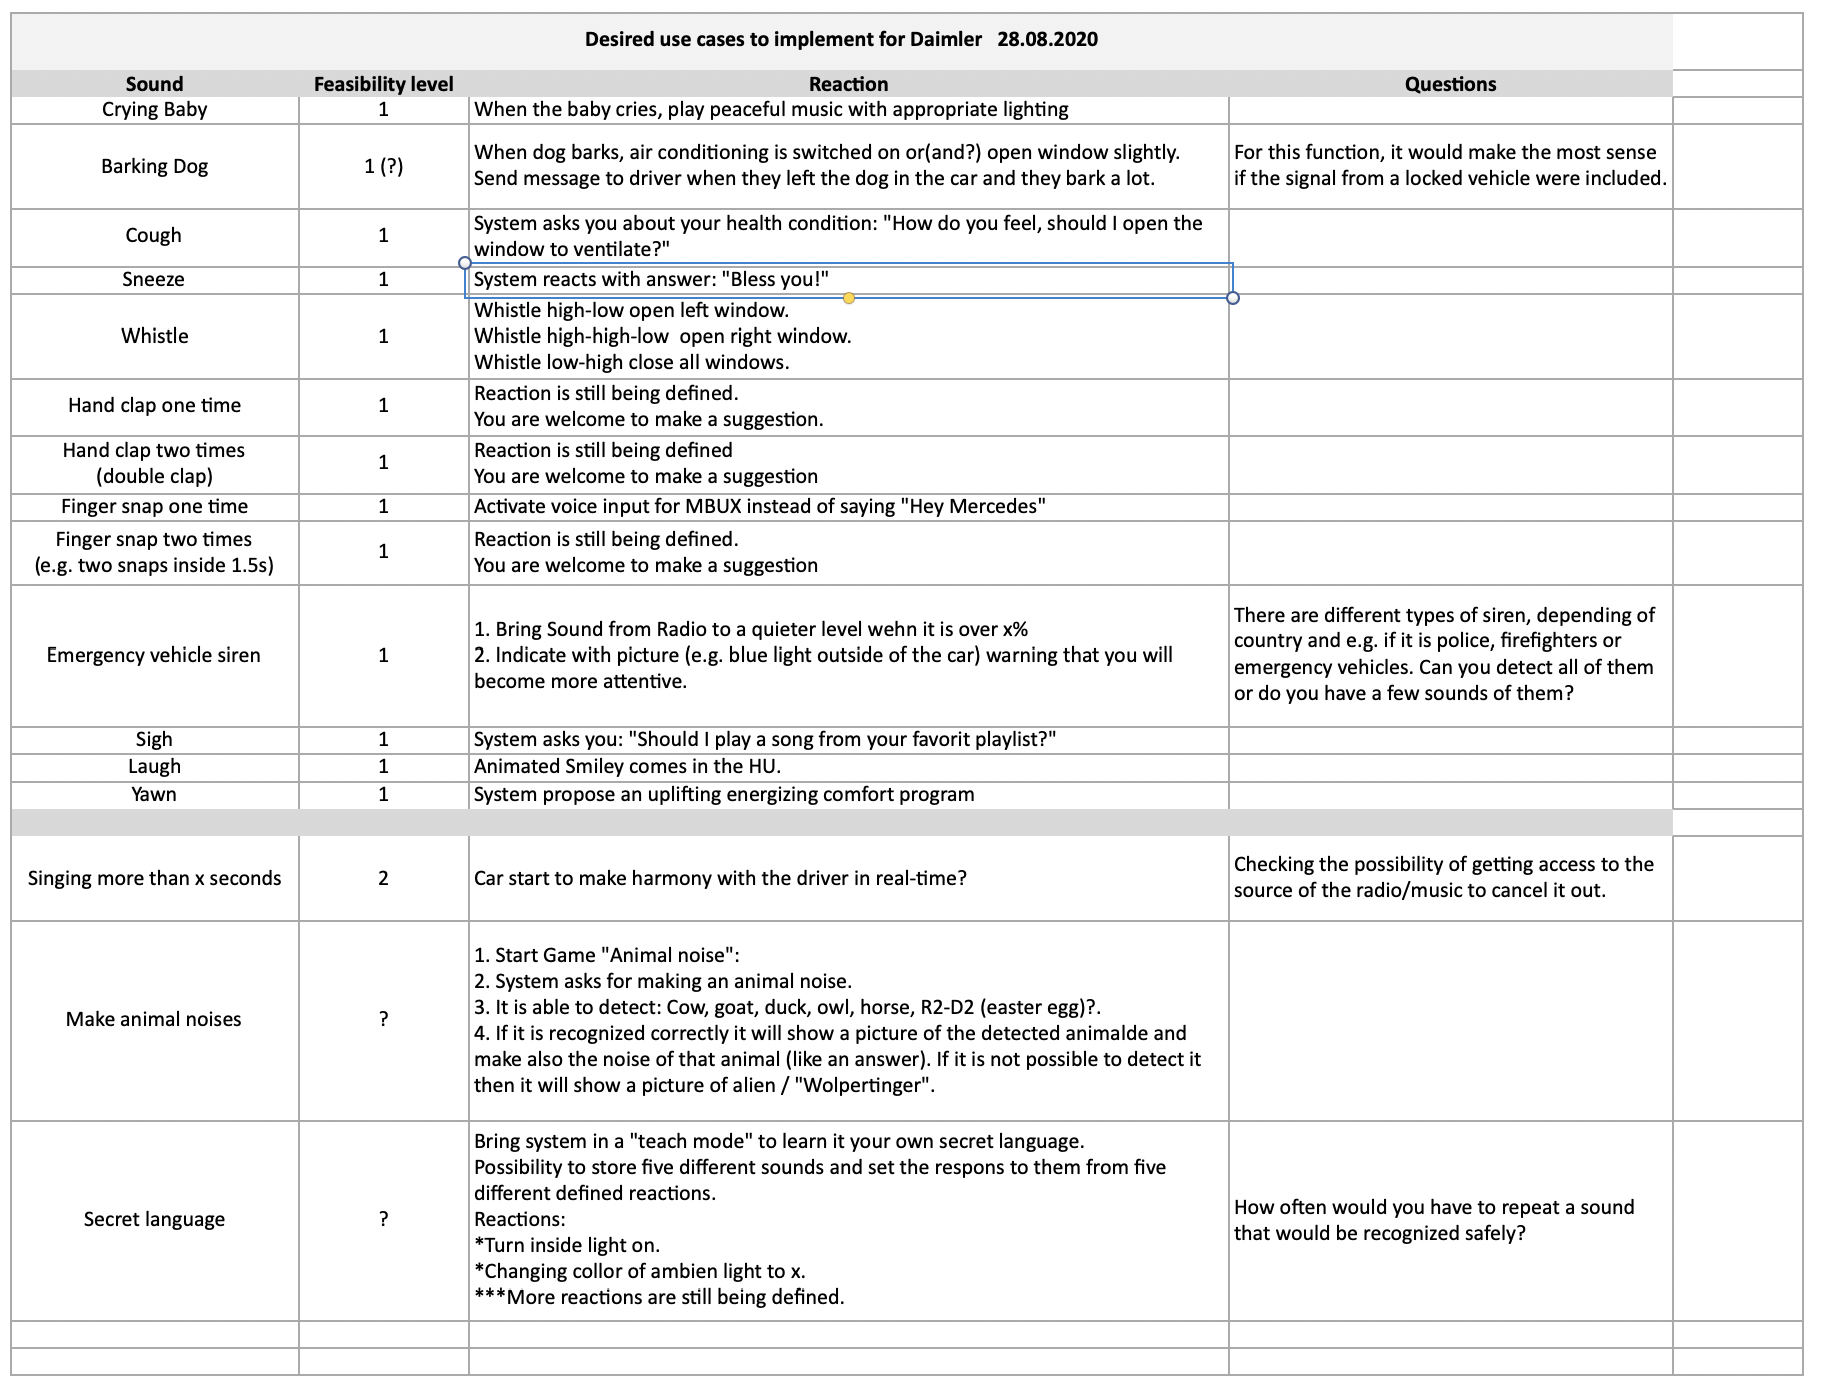 Desired use cases to implement for Daimler   28.08.2020
Sound Feasibility level Reaction Questions
Crying Baby 1 When the baby cries, play peaceful music with appropriate lighting
Barking Dog 1 (?)
When dog barks, air conditioning is switched on or(and?) open window slightly.
Send message to driver when they left the dog in the car and they bark a lot.
For this function, it would make the most sense
if the signal from a locked vehicle were included.
Cough 1
System asks you about your health condition: "How do you feel, should I open the
window to ventilate?"
Sneeze 1 System reacts with answer: "Bless you!"
Whistle 1
Whistle high-low open left window.
Whistle high-high-low  open right window.
Whistle low-high close all windows.
Hand clap one time 1
Reaction is still being defined.
You are welcome to make a suggestion.
Hand clap two times
(double clap)
1
Reaction is still being defined
You are welcome to make a suggestion
Finger snap one time 1 Activate voice input for MBUX instead of saying "Hey Mercedes"
Finger snap two times
(e.g. two snaps inside 1.5s)
1
Reaction is still being defined.
You are welcome to make a suggestion
Emergency vehicle siren 1
1. Bring Sound from Radio to a quieter level wehn it is over x%
2. Indicate with picture (e.g. blue light outside of the car) warning that you will
become more attentive.
There are different types of siren, depending of
country and e.g. if it is police, firefighters or
emergency vehicles. Can you detect all of them
or do you have a few sounds of them?
Sigh 1 System asks you: "Should I play a song from your favorit playlist?"
Laugh 1 Animated Smiley comes in the HU.
Yawn 1 System propose an uplifting energizing comfort program
Singing more than x seconds 2 Car start to make harmony with the driver in real-time?
Checking the possibility of getting access to the
source of the radio/music to cancel it out.
Make animal noises ?
1. Start Game "Animal noise":
2. System asks for making an animal noise.
3. It is able to detect: Cow, goat, duck, owl, horse, R2-D2 (easter egg)?.
4. If it is recognized correctly it will show a picture of the detected animalde and
make also the noise of that animal (like an answer). If it is not possible to detect it
then it will show a picture of alien / "Wolpertinger".
Secret language ?
Bring system in a "teach mode" to learn it your own secret language.
Possibility to store five different sounds and set the respons to them from five
different defined reactions.
Reactions:
*Turn inside light on.
*Changing collor of ambien light to x.
***More reactions are still being defined.
How often would you have to repeat a sound
that would be recognized safely?